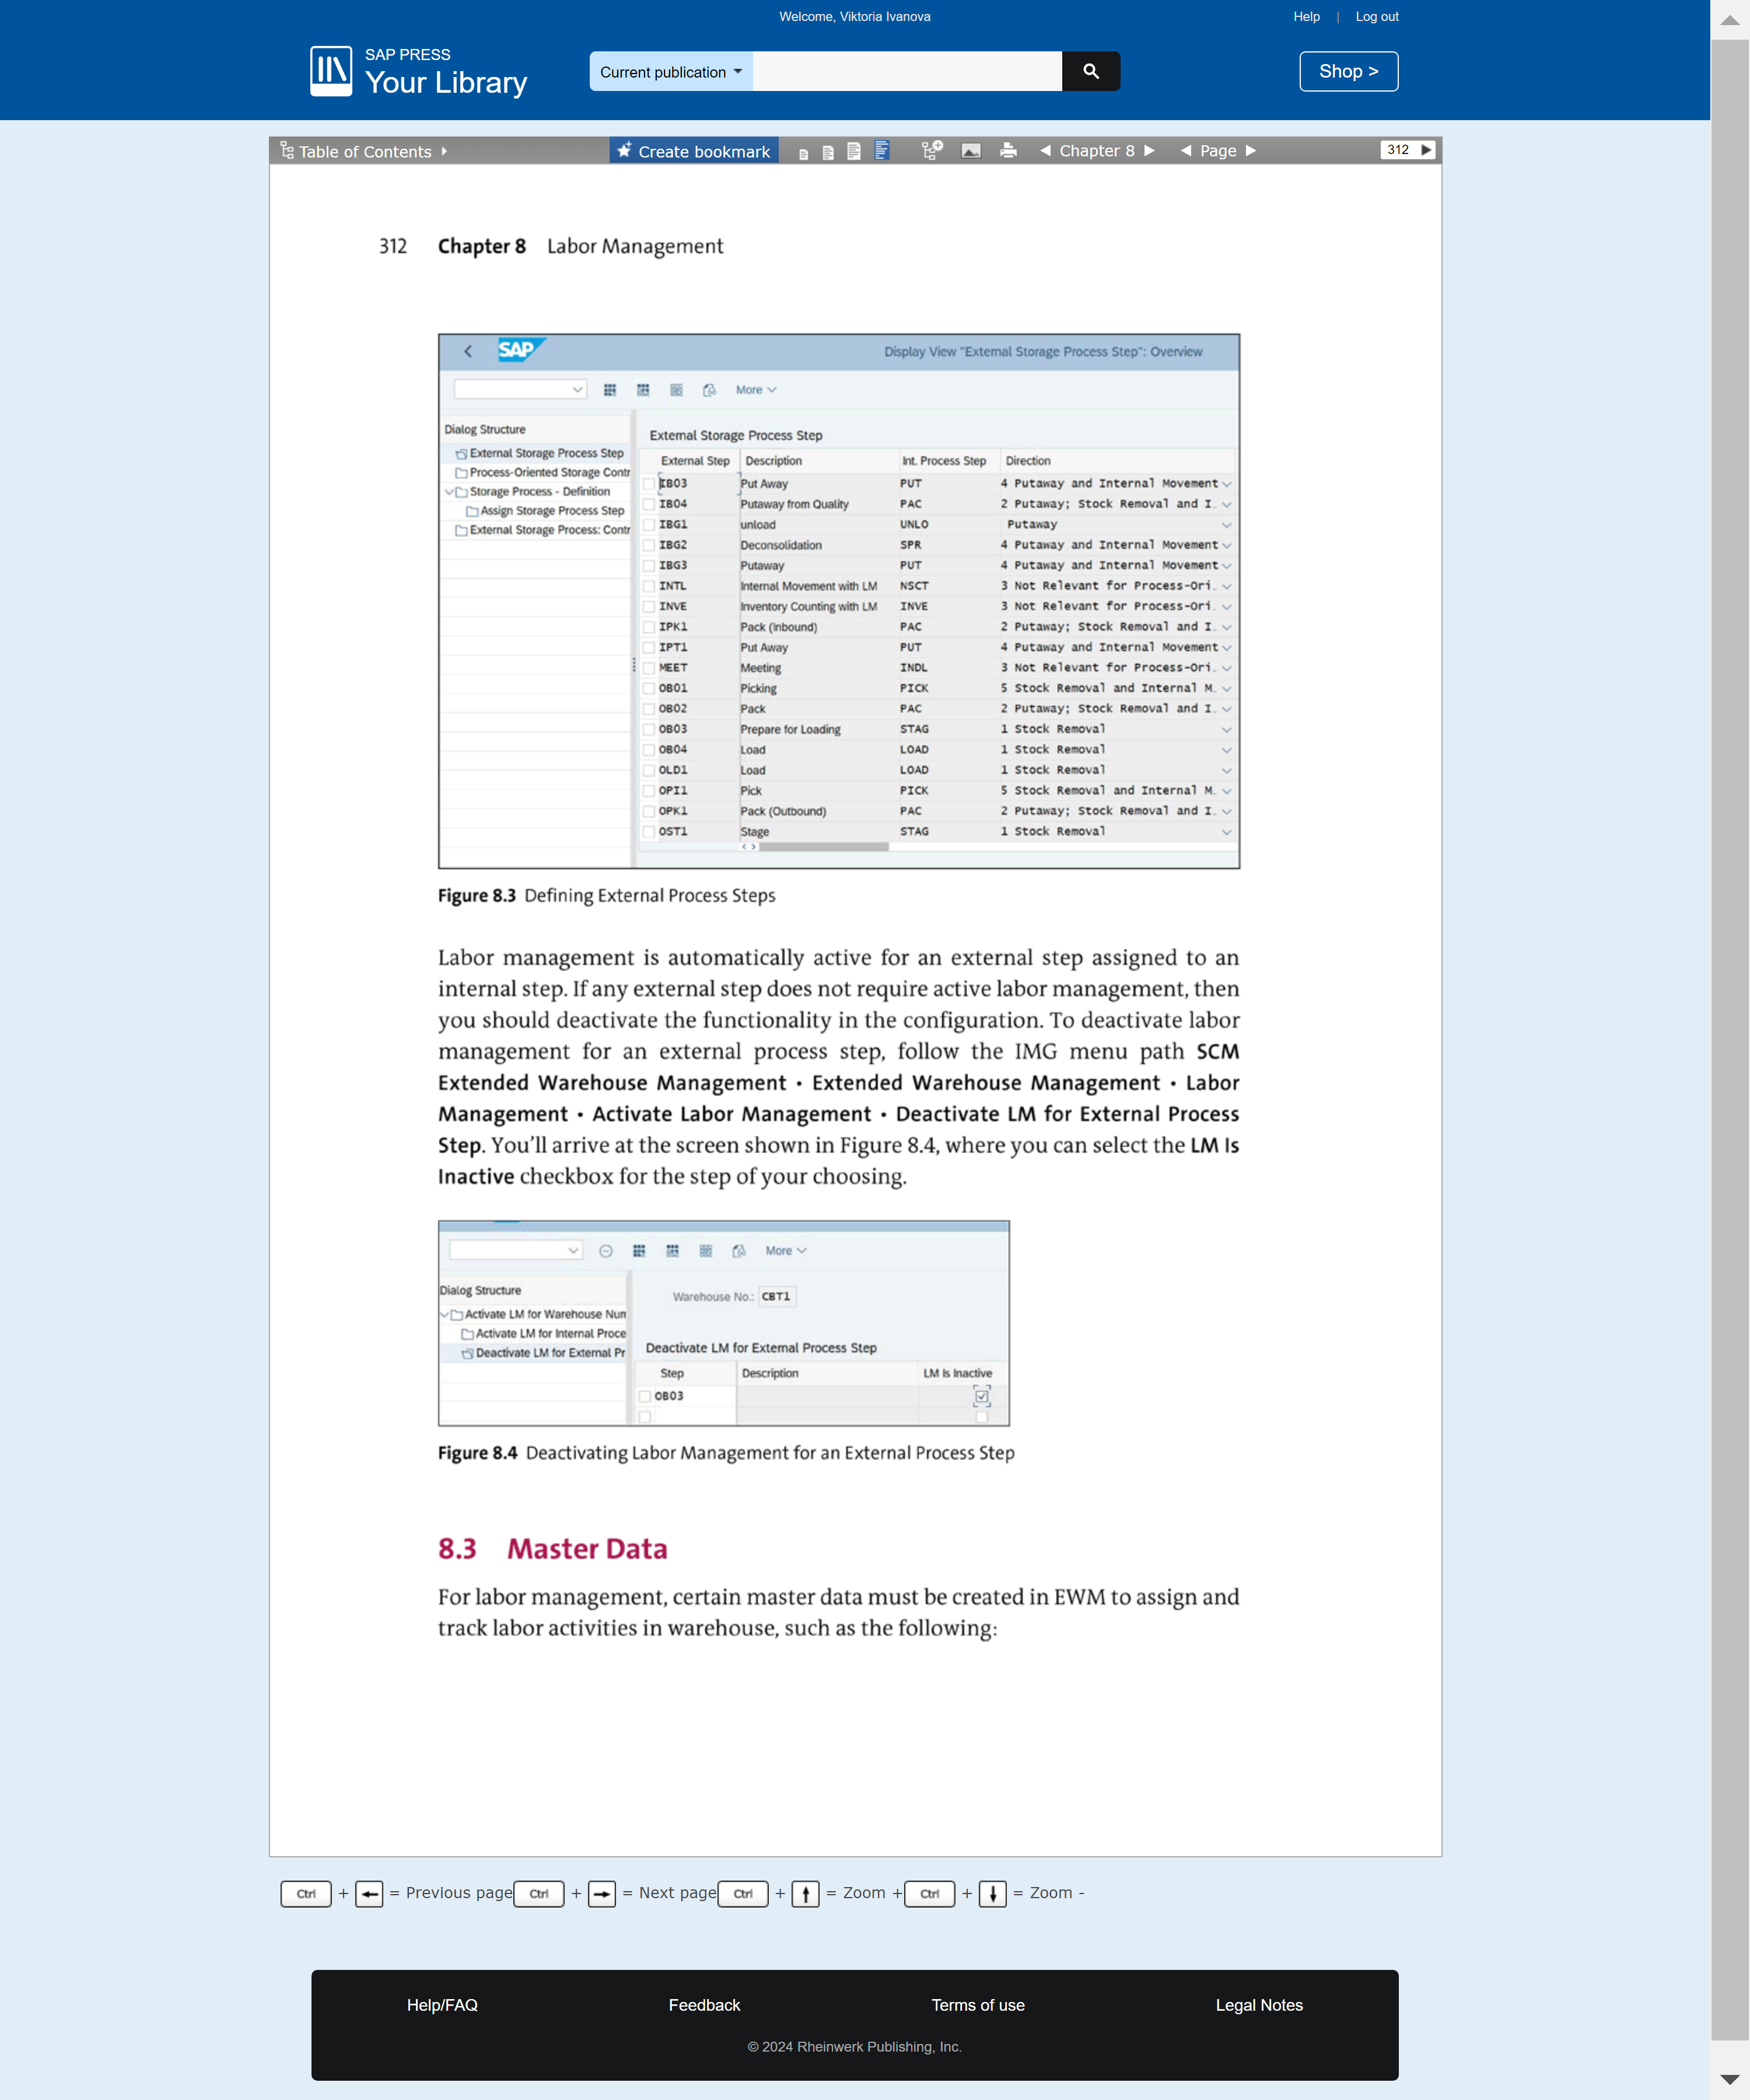 Welcome, Viktoria Ivanova
Help | Log out
SAP PRESS
Your Library
Current publication
Shop >
Table of Contents
Create bookmark
Chapter 8
Page
312
312 Chapter 8 Labor Management
SAP
Display View "External Storage Process Step": Overview
More
Dialog Structure
External Storage Process Step
Process-Oriented Storage Contr
Storage Process - Definition
Assign Storage Process Step
External Storage Process: Contr
External Storage Process Step
External Step Description Int. Process Step Direction
IB03 Put Away PUT 4 Putaway and Internal Movement
IB04 Putaway from Quality PAC 2 Putaway; Stock Removal and I…
IBG1 unload UNLO Putaway
IBG2 Deconsolidation SPR 4 Putaway and Internal Movement
IBG3 Putaway PUT 4 Putaway and Internal Movement
INTL Internal Movement with LM NSCT 3 Not Relevant for Process-Ori…
INVE Inventory Counting with LM INVE 3 Not Relevant for Process-Ori…
IPK1 Pack (Inbound) PAC 2 Putaway; Stock Removal and I…
IPT1 Put Away PUT 4 Putaway and Internal Movement
MEET Meeting INDL 3 Not Relevant for Process-Ori…
OB01 Picking PICK 5 Stock Removal and Internal M…
OB02 Pack PAC 2 Putaway; Stock Removal and I…
OB03 Prepare for Loading STAG 1 Stock Removal
OB04 Load LOAD 1 Stock Removal
OLD1 Load LOAD 1 Stock Removal
OPI1 Pick PICK 5 Stock Removal and Internal M…
OPK1 Pack (Outbound) PAC 2 Putaway; Stock Removal and I…
OST1 Stage STAG 1 Stock Removal
Figure 8.3 Defining External Process Steps
Labor management is automatically active for an external step assigned to an
internal step. If any external step does not require active labor management, then
you should deactivate the functionality in the configuration. To deactivate labor
management for an external process step, follow the IMG menu path SCM
Extended Warehouse Management • Extended Warehouse Management • Labor
Management • Activate Labor Management • Deactivate LM for External Process
Step. You’ll arrive at the screen shown in Figure 8.4, where you can select the LM Is
Inactive checkbox for the step of your choosing.
More
Dialog Structure
Activate LM for Warehouse Num
Activate LM for Internal Proce
Deactivate LM for External Pr
Warehouse No.: CBT1
Deactivate LM for External Process Step
Step Description LM Is Inactive
OB03
Figure 8.4 Deactivating Labor Management for an External Process Step
8.3 Master Data
For labor management, certain master data must be created in EWM to assign and
track labor activities in warehouse, such as the following:
Ctrl + ← = Previous page Ctrl + → = Next page Ctrl + ↑ = Zoom + Ctrl + ↓ = Zoom -
Help/FAQ Feedback Terms of use Legal Notes
© 2024 Rheinwerk Publishing, Inc.